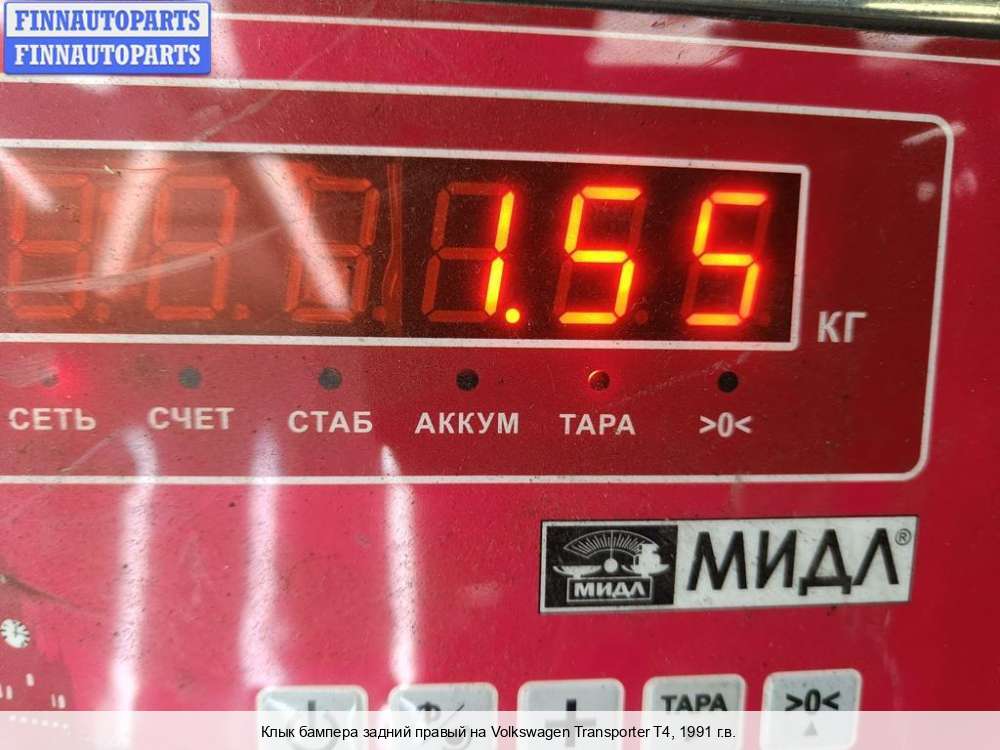 FINNAUTOPARTS
FINNAUTOPARTS
1.55
КГ
СЕТЬ СЧЕТ СТАБ АККУМ ТАРА >0<
МИДЛ МИДЛ®
ТАРА >0<
Клык бампера задний правый на Volkswagen Transporter T4, 1991 г.в.